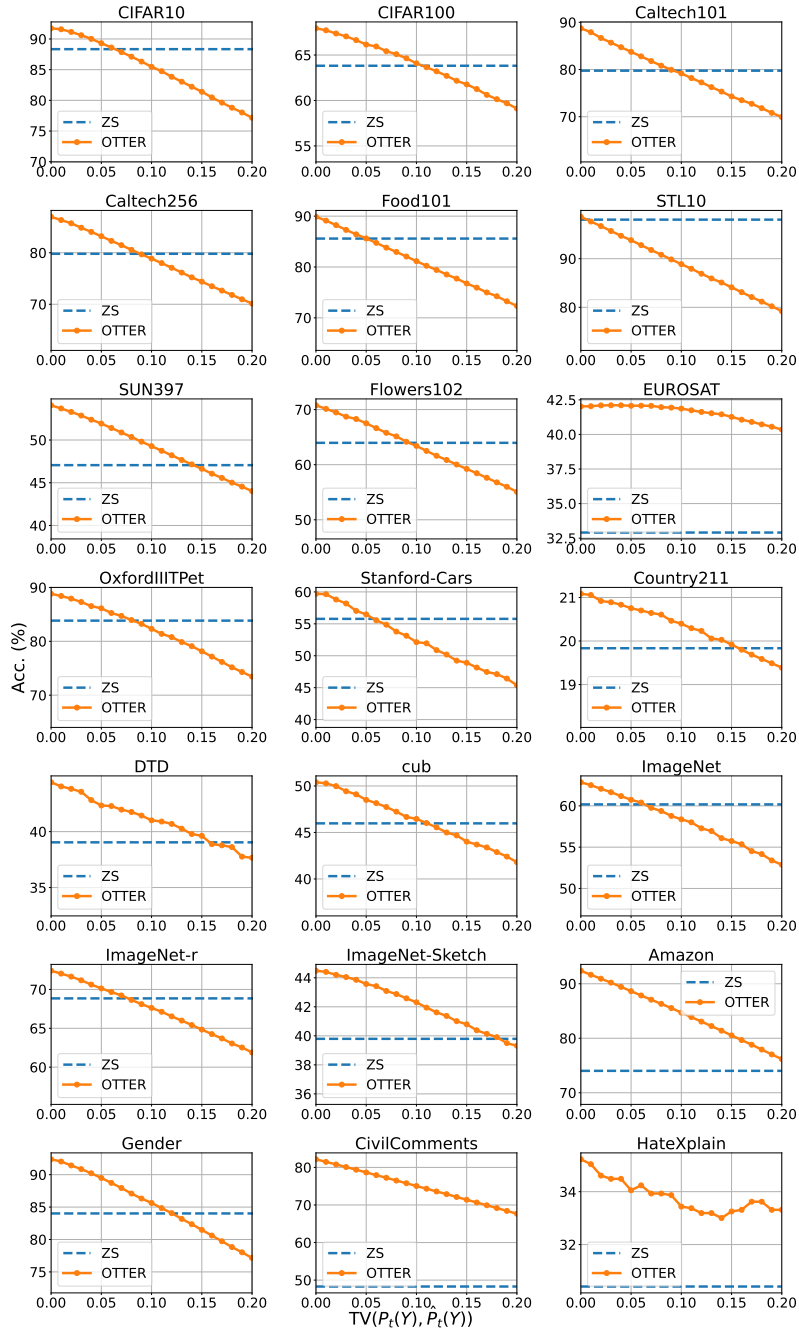 CIFAR10 CIFAR100 Caltech101
90 85 80 75 70
65 60 55
90 80 70
ZS ZS ZS
OTTER OTTER OTTER
0.00 0.05 0.10 0.15 0.20 0.00 0.05 0.10 0.15 0.20 0.00 0.05 0.10 0.15 0.20
Caltech256 Food101 STL10
80 70
90 80 70
90 80
ZS ZS ZS
OTTER OTTER OTTER
0.00 0.05 0.10 0.15 0.20 0.00 0.05 0.10 0.15 0.20 0.00 0.05 0.10 0.15 0.20
SUN397 Flowers102 EUROSAT
50 45 40
70 60 50
42.5 40.0 37.5 35.0 32.5
ZS ZS ZS
OTTER OTTER OTTER
0.00 0.05 0.10 0.15 0.20 0.00 0.05 0.10 0.15 0.20 0.00 0.05 0.10 0.15 0.20
OxfordIIITPet Stanford-Cars Country211
Acc. (%)
90 80 70
60 55 50 45 40
21 20 19
ZS ZS ZS
OTTER OTTER OTTER
0.00 0.05 0.10 0.15 0.20 0.00 0.05 0.10 0.15 0.20 0.00 0.05 0.10 0.15 0.20
DTD cub ImageNet
40 35
50 45 40
60 55 50
ZS ZS ZS
OTTER OTTER OTTER
0.00 0.05 0.10 0.15 0.20 0.00 0.05 0.10 0.15 0.20 0.00 0.05 0.10 0.15 0.20
ImageNet-r ImageNet-Sketch Amazon
70 65 60
44 42 40 38 36
90 80 70
ZS ZS ZS
OTTER OTTER OTTER
0.00 0.05 0.10 0.15 0.20 0.00 0.05 0.10 0.15 0.20 0.00 0.05 0.10 0.15 0.20
Gender CivilComments HateXplain
90 85 80 75
80 70 60 50
34 32
ZS ZS ZS
OTTER OTTER OTTER
0.00 0.05 0.10 0.15 0.20 0.00 0.05 0.10 0.15 0.20 0.00 0.05 0.10 0.15 0.20
TV(Pₜ(Y), P̂ₜ(Y))